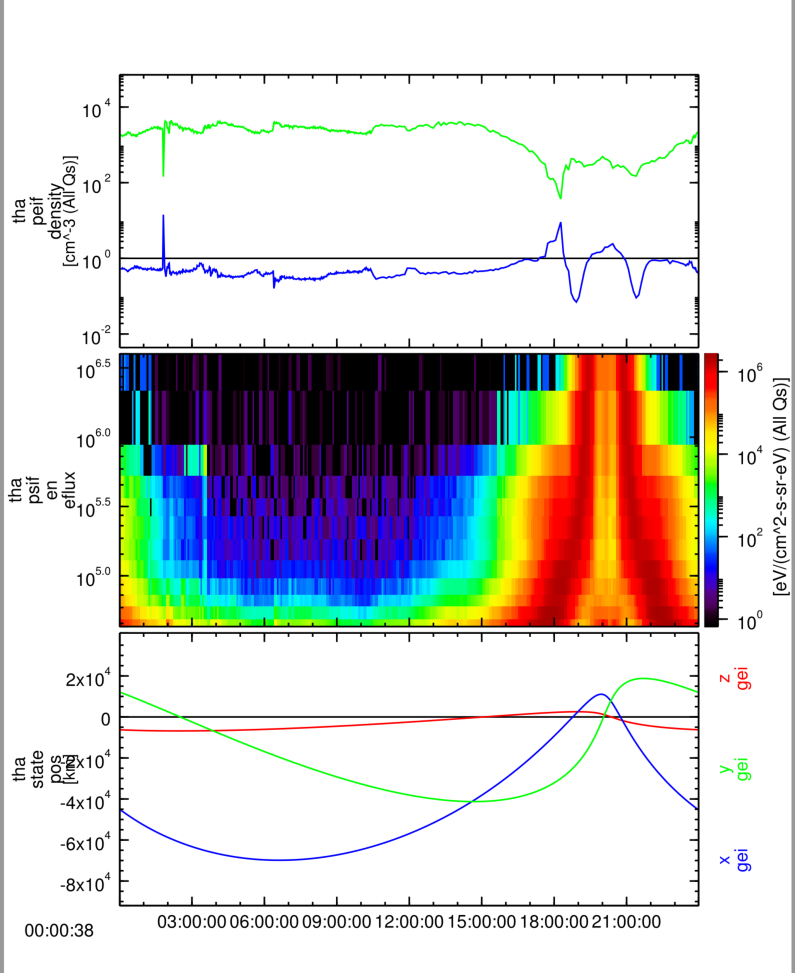 tha
peif
density
[cm^-3 (All Qs)]
10^4
10^2
10^0
10^-2
tha
psif
en
eflux
10^6.5
10^6.0
10^5.5
10^5.0
10^6
10^4
10^2
10^0
[eV/(cm^2-s-sr-eV) (All Qs)]
tha
state
pos
[km]
2x10^4
0
-2x10^4
-4x10^4
-6x10^4
-8x10^4
z
gei
y
gei
x
gei
03:00:00 06:00:00 09:00:00 12:00:00 15:00:00 18:00:00 21:00:00
00:00:38